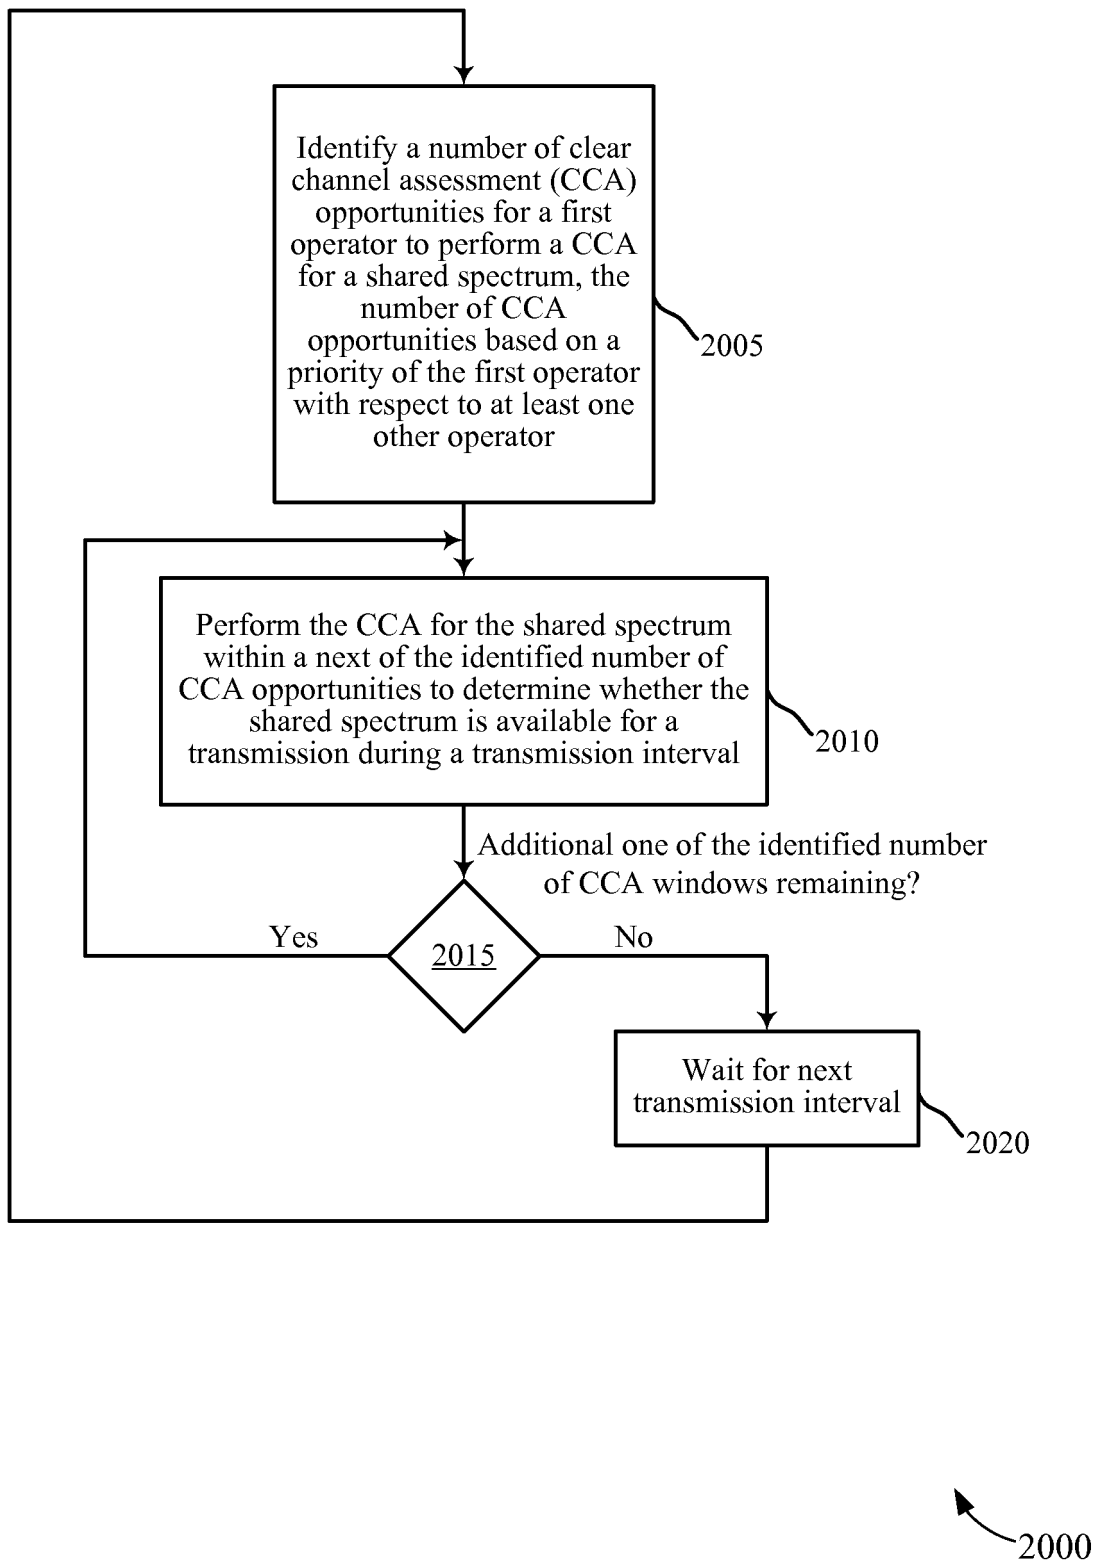 Identify a number of clear
channel assessment (CCA)
opportunities for a first
operator to perform a CCA
for a shared spectrum, the
number of CCA
opportunities based on a
priority of the first operator
with respect to at least one
other operator
2005
Perform the CCA for the shared spectrum
within a next of the identified number of
CCA opportunities to determine whether the
shared spectrum is available for a
transmission during a transmission interval
2010
Additional one of the identified number
of CCA windows remaining?
Yes
2015
No
Wait for next
transmission interval
2020
2000